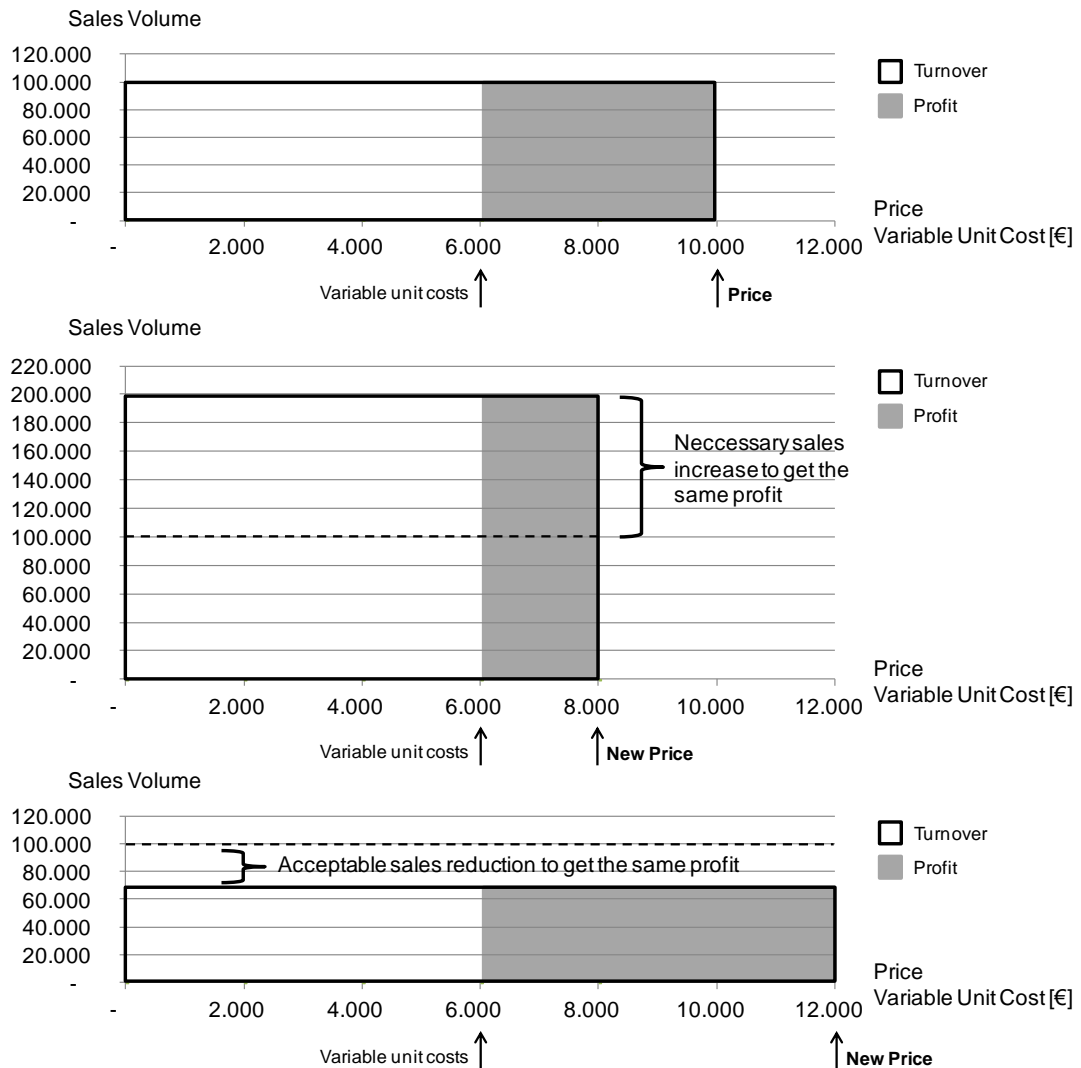 Sales Volume
120.000
100.000
80.000
60.000
40.000
20.000
-
- 2.000 4.000 6.000 8.000 10.000 12.000
Turnover
Profit
Price
Variable Unit Cost [€]
Variable unit costs
Price
Sales Volume
220.000
200.000
180.000
160.000
140.000
120.000
100.000
80.000
60.000
40.000
20.000
-
- 2.000 4.000 6.000 8.000 10.000 12.000
Turnover
Profit
Neccessary sales
increase to get the
same profit
Price
Variable Unit Cost [€]
Variable unit costs
New Price
Sales Volume
120.000
100.000
80.000
60.000
40.000
20.000
-
- 2.000 4.000 6.000 8.000 10.000 12.000
Turnover
Profit
Acceptable sales reduction to get the same profit
Price
Variable Unit Cost [€]
Variable unit costs
New Price